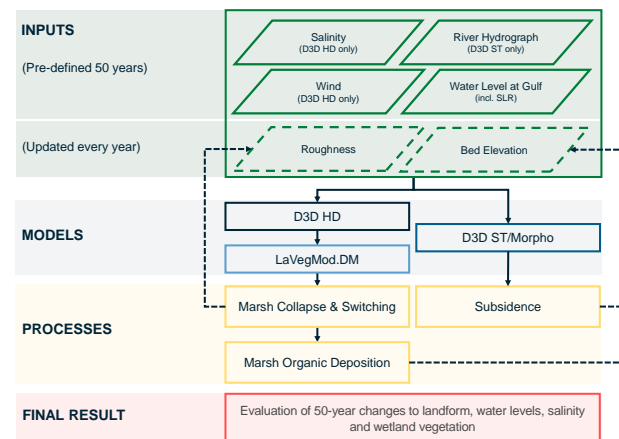 INPUTS
(Pre-defined 50 years)
Salinity
(D3D HD only)
River Hydrograph
(D3D ST only)
Wind
(D3D HD only)
Water Level at Gulf
(incl. SLR)
(Updated every year)
Roughness
Bed Elevation
MODELS
D3D HD
D3D ST/Morpho
LaVegMod.DM
PROCESSES
Marsh Collapse & Switching
Subsidence
Marsh Organic Deposition
FINAL RESULT
Evaluation of 50-year changes to landform, water levels, salinity
and wetland vegetation